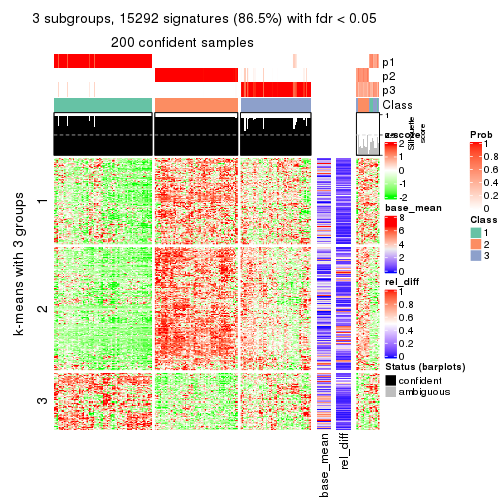 3 subgroups, 15292 signatures (86.5%) with fdr < 0.05
200 confident samples
p1
p2
p3
Class
1
Silhouette
score
z-score
2
1
0
-1
-2
Prob
1
0.8
0.6
0.4
0.2
0
base_mean
8
6
4
2
0
Class
1
2
3
rel_diff
1
0.8
0.6
0.4
0.2
0
Status (barplots)
confident
ambiguous
k-means with 3 groups
1
2
3
base_mean
rel_diff